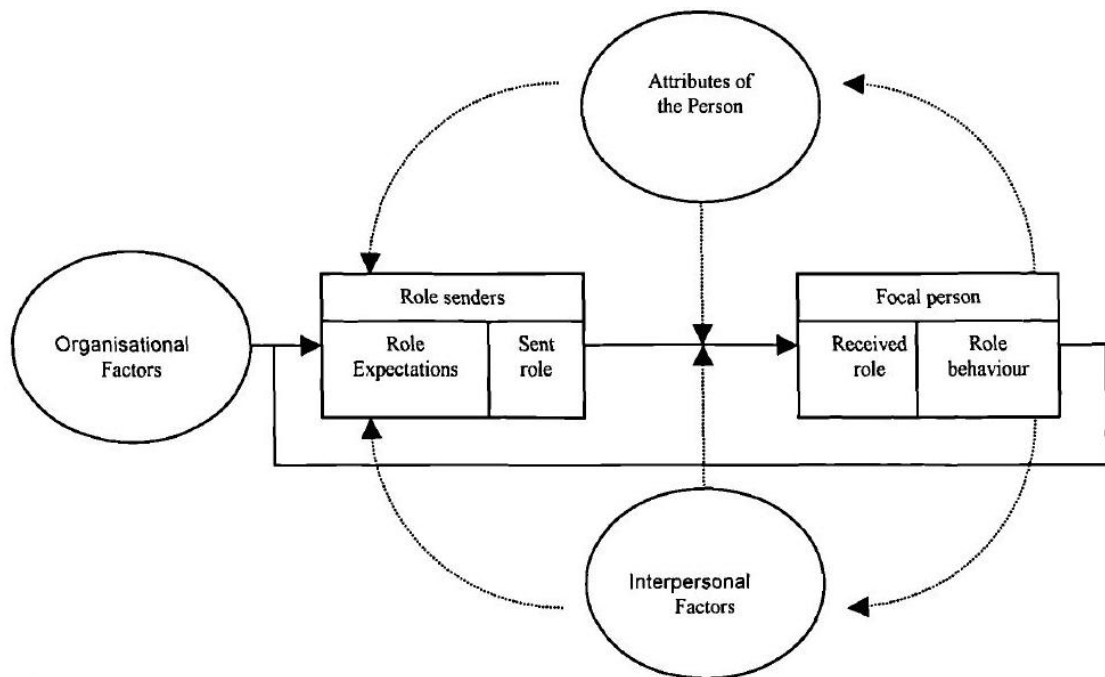 Attributes of
the Person
Organisational
Factors
Role senders
Role
Expectations
Sent
role
Focal person
Received
role
Role
behaviour
Interpersonal
Factors